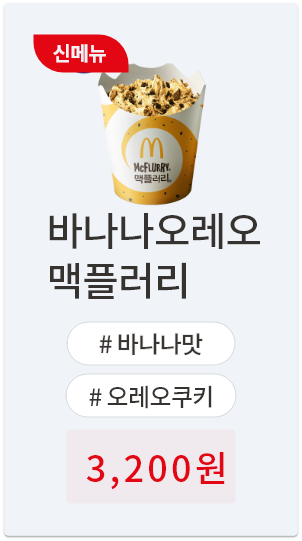 신메뉴
McFLURRY®
맥플러리®
바나나오레오
맥플러리
# 바나나맛
# 오레오쿠키
3,200원